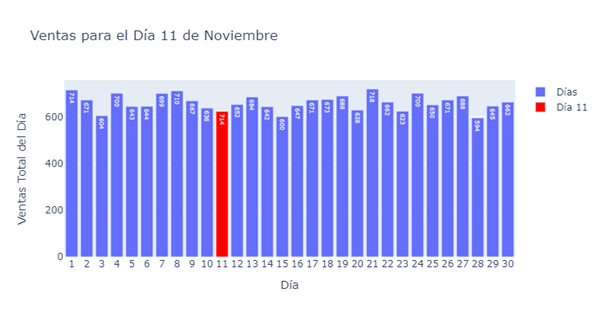 Ventas para el Día 11 de Noviembre
Días
Día 11
Ventas Total del Día
600
400
200
0
714 671 604 700 643 644 699 710 667 636 714 652 684 642 600 647 671 673 688 628 718 662 623 700 650 671 688 594 645 662
1 2 3 4 5 6 7 8 9 10 11 12 13 14 15 16 17 18 19 20 21 22 23 24 25 26 27 28 29 30
Día